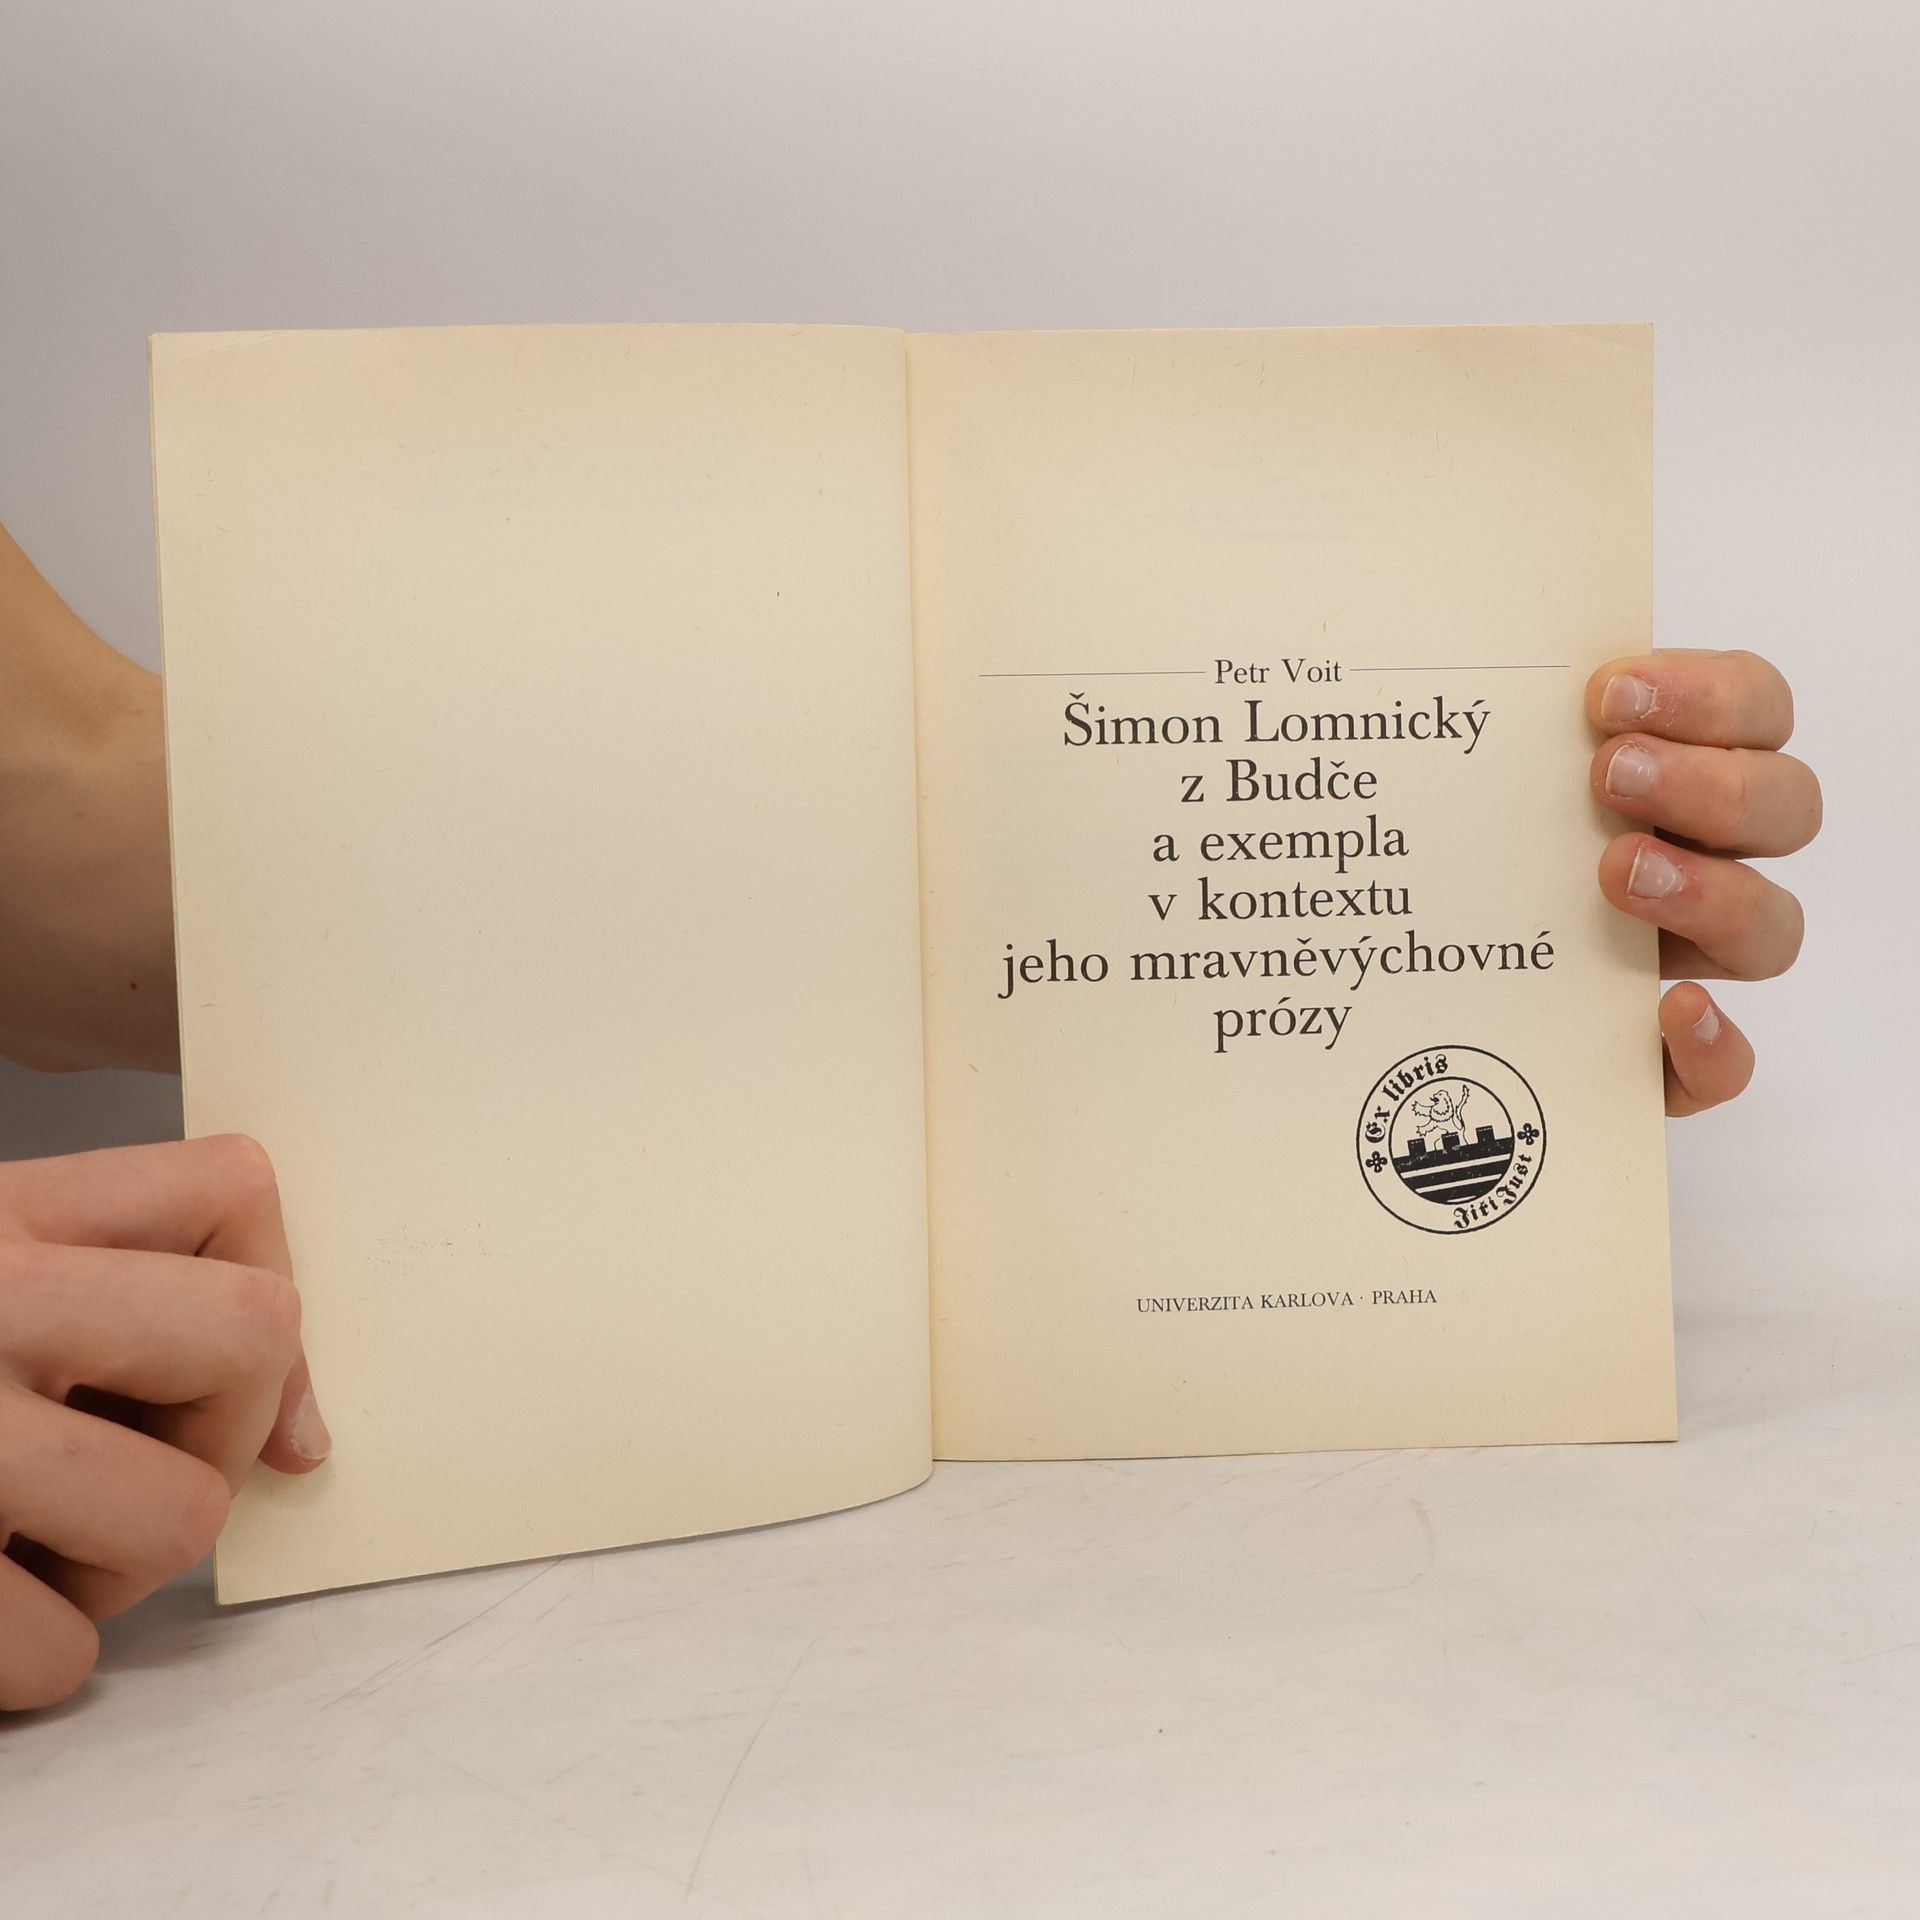 Petr Voit
Šimon Lomnický
z Budče
a exempla
v kontextu
jeho mravněvýchovné
prózy
Ex libris
Jiří Just
UNIVERZITA KARLOVA · PRAHA